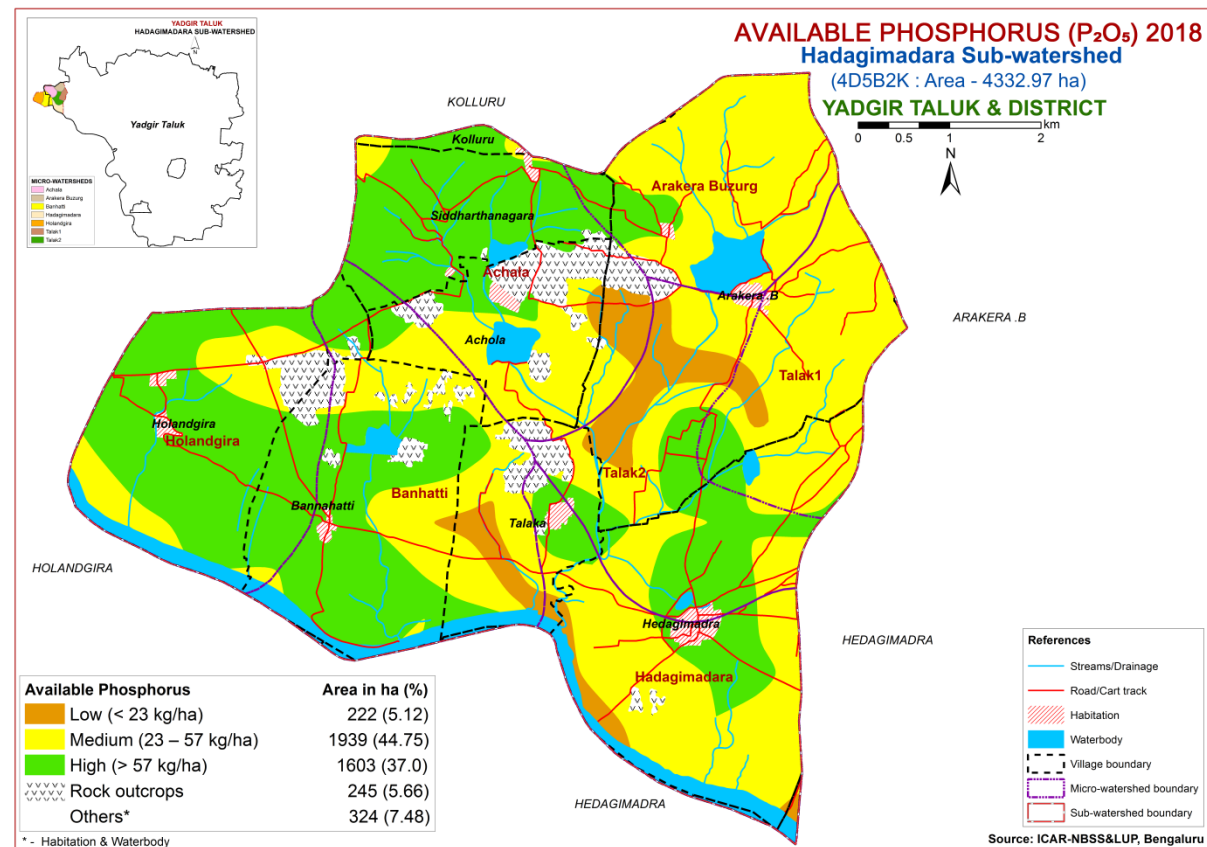 AVAILABLE PHOSPHORUS (P₂O₅) 2018
Hadagimadara Sub-watershed
(4D5B2K : Area - 4332.97 ha)
YADGIR TALUK & DISTRICT
0 0.5 1 2 km
N
YADGIR TALUK
HADAGIMADARA SUB-WATERSHED
N
Yadgir Taluk
MICRO-WATERSHEDS
Achala
Arakera Buzurg
Banhatti
Hadagimadara
Holandgira
Talak1
Talak2
KOLLURU
Kolluru
Arakera Buzurg
Siddharthanagara
Achala
Arakera .B
ARAKERA .B
Achola
Talak1
Holandgira
Holandgira
Talak2
Banhatti
Bannahatti
Talaka
HOLANDGIRA
Hedagimadra
HEDAGIMADRA
Hadagimadara
HEDAGIMADRA
Available Phosphorus Area in ha (%)
Low (< 23 kg/ha) 222 (5.12)
Medium (23 – 57 kg/ha) 1939 (44.75)
High (> 57 kg/ha) 1603 (37.0)
Rock outcrops 245 (5.66)
Others* 324 (7.48)
* - Habitation & Waterbody
References
Streams/Drainage
Road/Cart track
Habitation
Waterbody
Village boundary
Micro-watershed boundary
Sub-watershed boundary
Source: ICAR-NBSS&LUP, Bengaluru